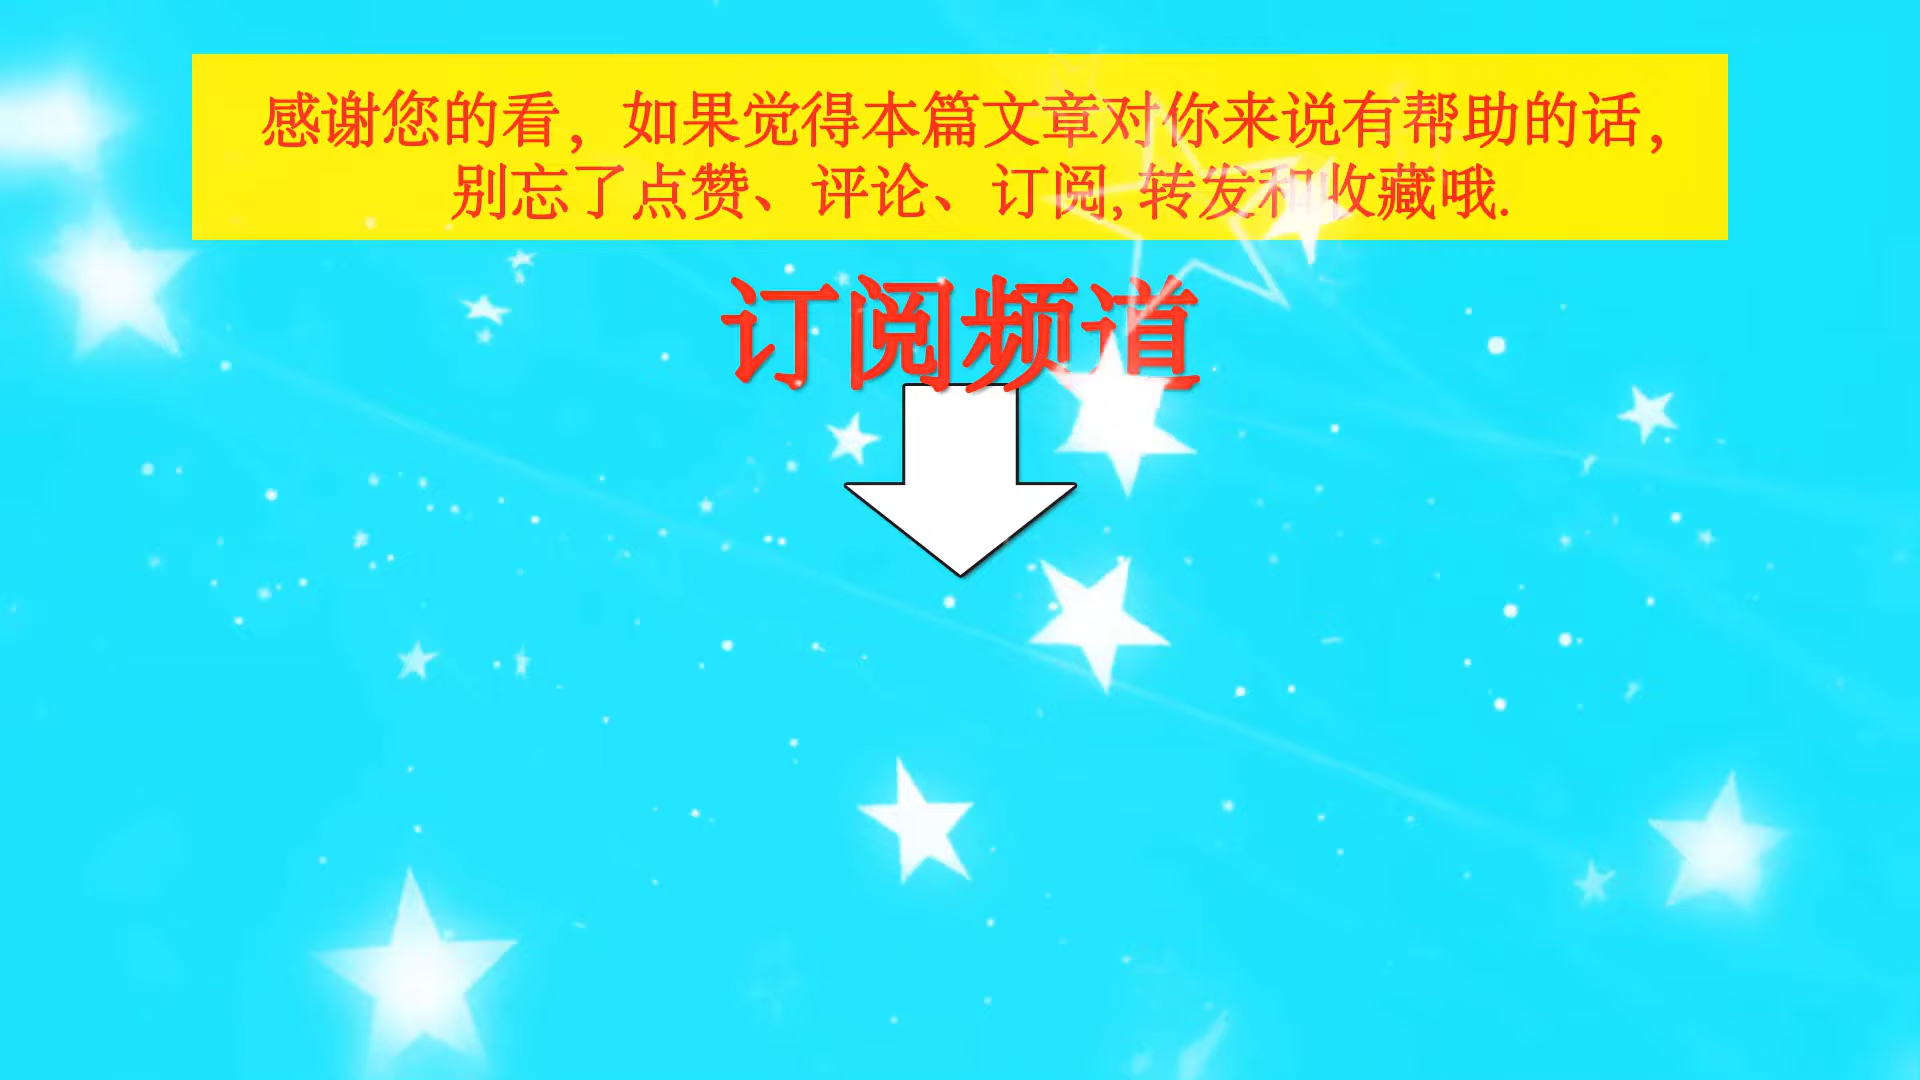 感谢您的看，如果觉得本篇文章对你来说有帮助的话，
别忘了点赞、评论、订阅,转发和收藏哦.
订阅频道